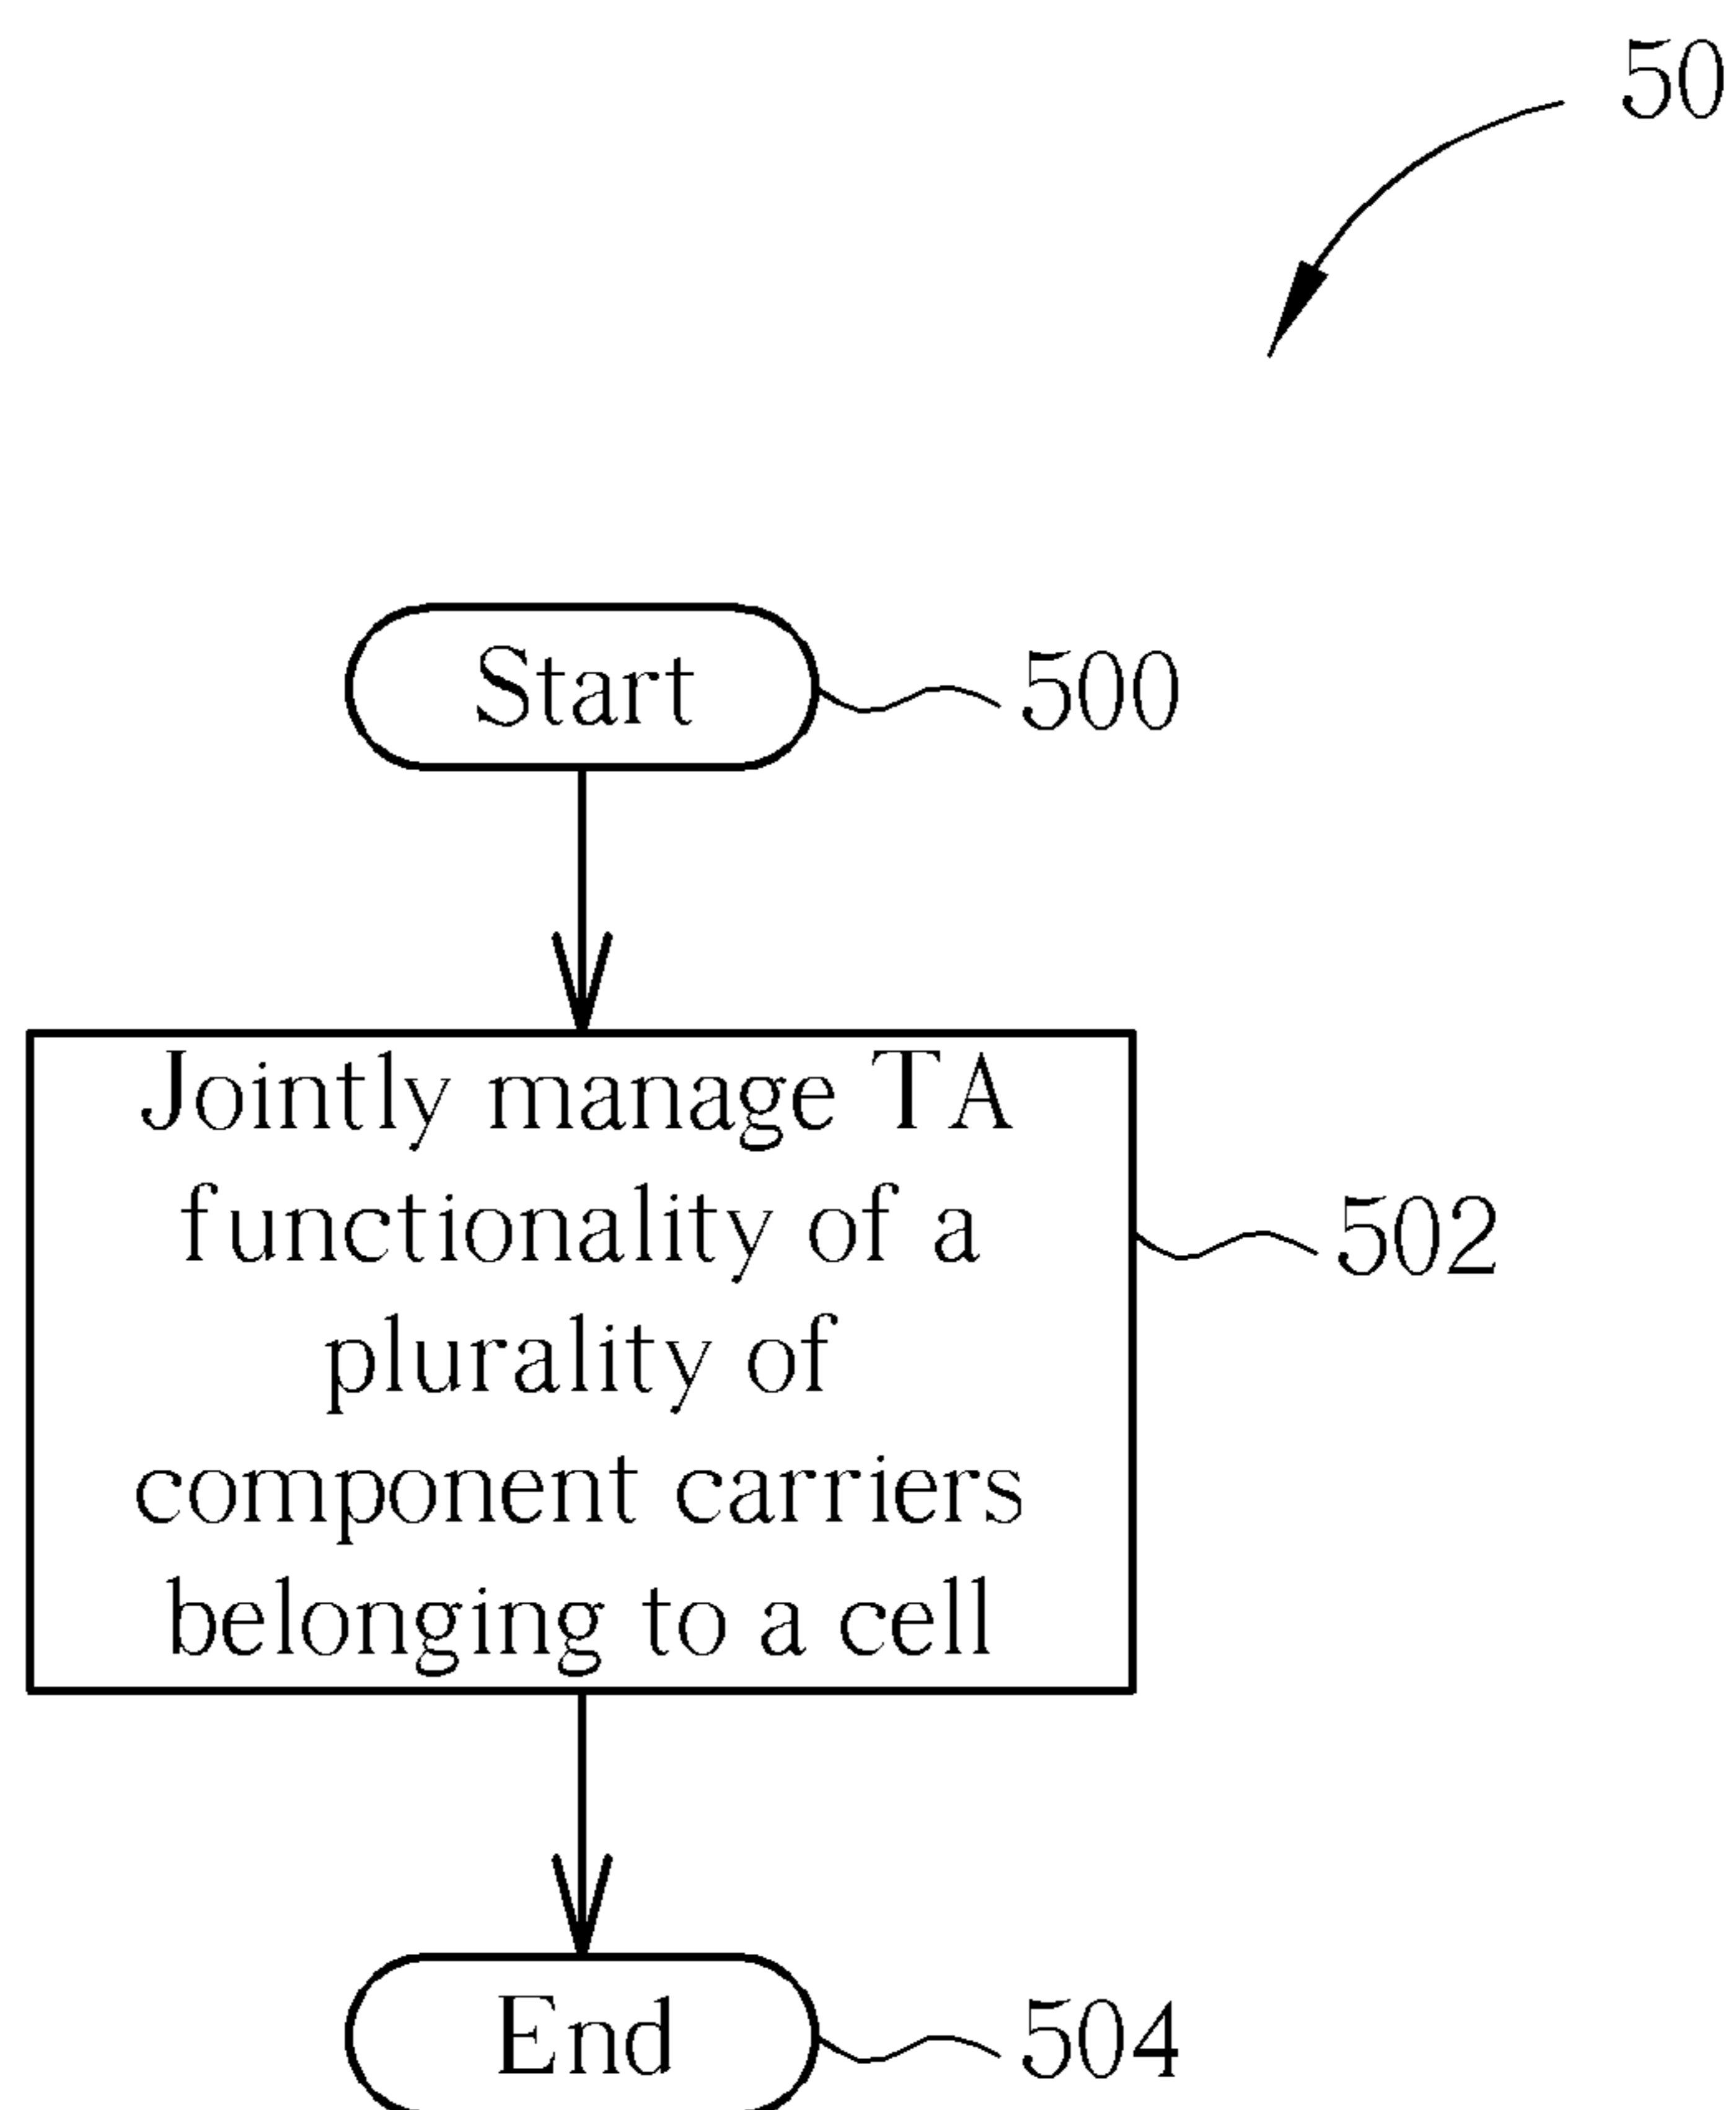 50
Start
500
Jointly manage TA
functionality of a
plurality of
component carriers
belonging to a cell
502
End
504